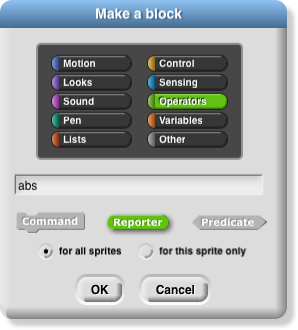 Make a block
Motion Control
Looks Sensing
Sound Operators
Pen Variables
Lists Other
abs
Command Reporter Predicate
for all sprites for this sprite only
OK Cancel